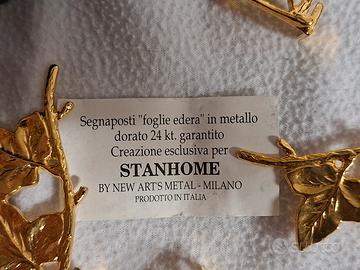 Segnaposti "foglie edera" in metallo
dorato 24 kt. garantito
Creazione esclusiva per
STANHOME
BY NEW ART'S METAL - MILANO
PRODOTTO IN ITALIA
subito